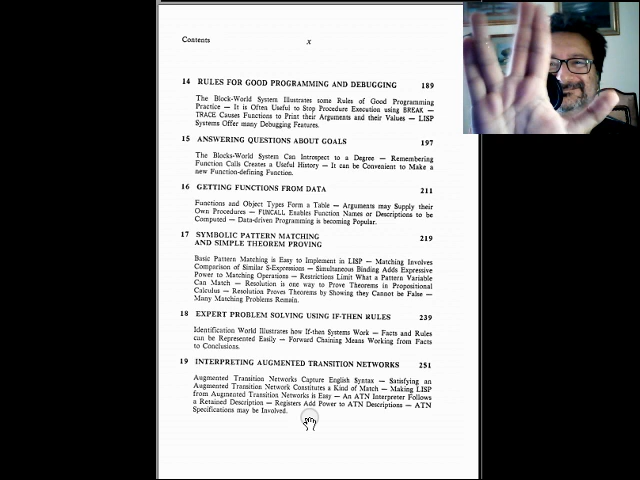 Contents
x
14 RULES FOR GOOD PROGRAMMING AND DEBUGGING 189
The Block-World System Illustrates some Rules of Good Programming
Practice — It is Often Useful to Stop Procedure Execution using BREAK —
TRACE Causes Functions to Print their Arguments and their Values — LISP
Systems Offer many Debugging Features.
15 ANSWERING QUESTIONS ABOUT GOALS 197
The Blocks-World System Can Introspect to a Degree — Remembering
Function Calls Creates a Useful History — It can be Convenient to Make a
new Function-defining Function.
16 GETTING FUNCTIONS FROM DATA 211
Functions and Object Types Form a Table — Arguments may Supply their
Own Procedures — FUNCALL Enables Function Names or Descriptions to be
Computed — Data-driven Programming is becoming Popular.
17 SYMBOLIC PATTERN MATCHING
AND SIMPLE THEOREM PROVING 219
Basic Pattern Matching is Easy to Implement in LISP — Matching Involves
Comparison of Similar S-Expressions — Simultaneous Binding Adds Expressive
Power to Matching Operations — Restrictions Limit What a Pattern Variable
Can Match — Resolution is one way to Prove Theorems in Propositional
Calculus — Resolution Proves Theorems by Showing they Cannot be False —
Many Matching Problems Remain.
18 EXPERT PROBLEM SOLVING USING IF-THEN RULES 239
Identification World Illustrates how If-then Systems Work — Facts and Rules
can be Represented Easily — Forward Chaining Means Working from Facts
to Conclusions.
19 INTERPRETING AUGMENTED TRANSITION NETWORKS 251
Augmented Transition Networks Capture English Syntax — Satisfying an
Augmented Transition Network Constitutes a Kind of Match — Making LISP
from Augmented Transition Networks is Easy — An ATN Interpreter Follows
a Retained Description — Registers Add Power to ATN Descriptions — ATN
Specifications may be Involved.